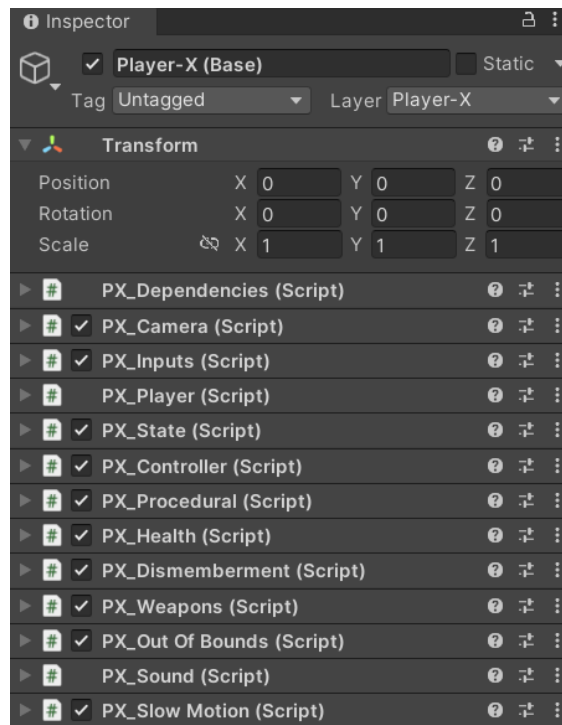 Inspector
Player-X (Base) Static
Tag Untagged Layer Player-X
Transform
Position X 0 Y 0 Z 0
Rotation X 0 Y 0 Z 0
Scale X 1 Y 1 Z 1
# PX_Dependencies (Script)
# PX_Camera (Script)
# PX_Inputs (Script)
# PX_Player (Script)
# PX_State (Script)
# PX_Controller (Script)
# PX_Procedural (Script)
# PX_Health (Script)
# PX_Dismemberment (Script)
# PX_Weapons (Script)
# PX_Out Of Bounds (Script)
# PX_Sound (Script)
# PX_Slow Motion (Script)